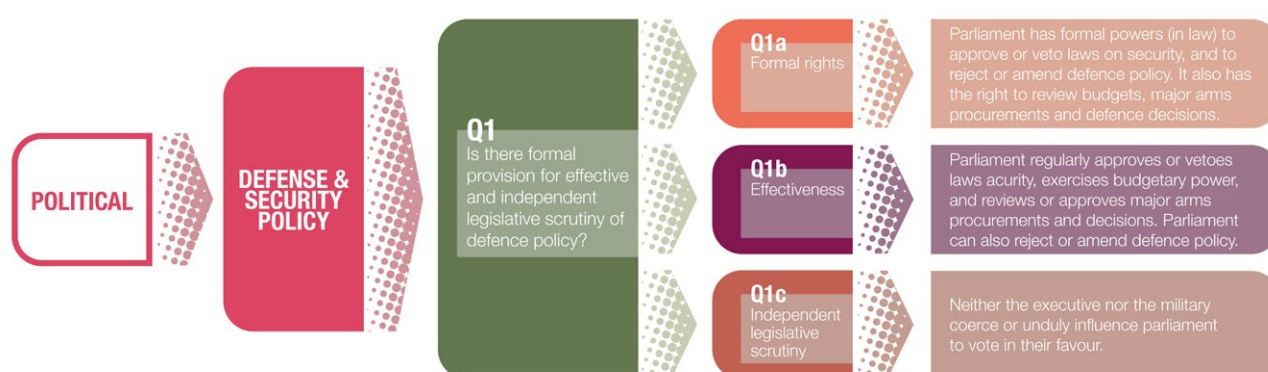 POLITICAL
DEFENSE &
SECURITY
POLICY
Q1
Is there formal
provision for effective
and independent
legislative scrutiny of
defence policy?
Q1a
Formal rights
Parliament has formal powers (in law) to
approve or veto laws on security, and to
reject or amend defence policy. It also has
the right to review budgets, major arms
procurements and defence decisions.
Q1b
Effectiveness
Parliament regularly approves or vetoes
laws acurity, exercises budgetary power,
and reviews or approves major arms
procurements and decisions. Parliament
can also reject or amend defence policy.
Q1c
Independent
legislative
scrutiny
Neither the executive nor the military
coerce or unduly influence parliament
to vote in their favour.